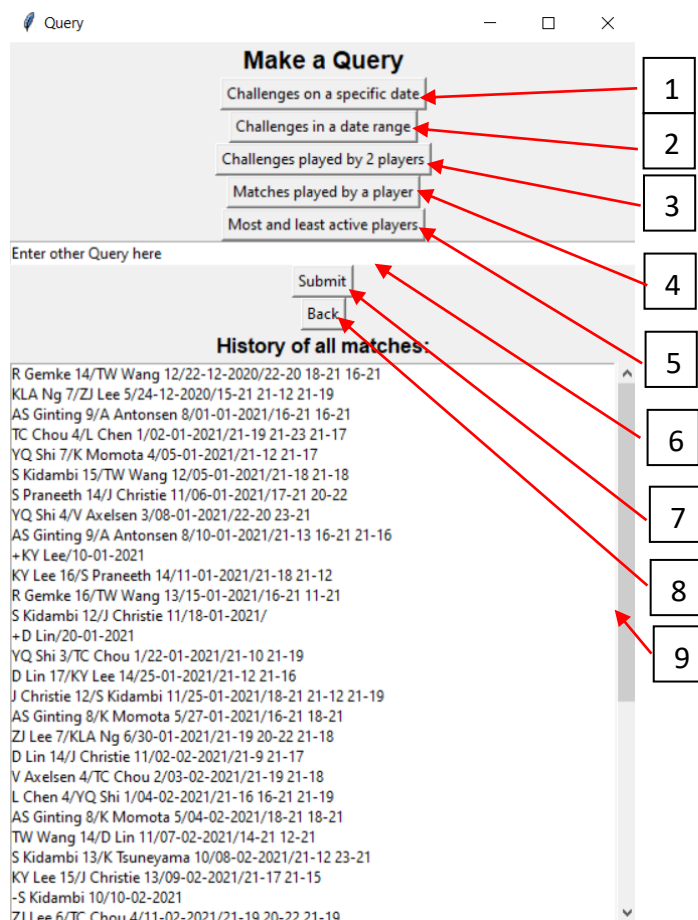 Query
Make a Query
Challenges on a specific date
1
Challenges in a date range
2
Challenges played by 2 players
3
Matches played by a player
4
Most and least active players
5
Enter other Query here
6
Submit
7
Back
8
History of all matches:
9
R Gemke 14/TW Wang 12/22-12-2020/22-20 18-21 16-21
KLA Ng 7/ZJ Lee 5/24-12-2020/15-21 21-12 21-19
AS Ginting 9/A Antonsen 8/01-01-2021/16-21 16-21
TC Chou 4/L Chen 1/02-01-2021/21-19 21-23 21-17
YQ Shi 7/K Momota 4/05-01-2021/21-12 21-17
S Kidambi 15/TW Wang 12/05-01-2021/21-18 21-18
S Praneeth 14/J Christie 11/06-01-2021/17-21 20-22
YQ Shi 4/V Axelsen 3/08-01-2021/22-20 23-21
AS Ginting 9/A Antonsen 8/10-01-2021/21-13 16-21 21-16
+KY Lee/10-01-2021
KY Lee 16/S Praneeth 14/11-01-2021/21-18 21-12
R Gemke 16/TW Wang 13/15-01-2021/16-21 11-21
S Kidambi 12/J Christie 11/18-01-2021/
+D Lin/20-01-2021
YQ Shi 3/TC Chou 1/22-01-2021/21-10 21-19
D Lin 17/KY Lee 14/25-01-2021/21-12 21-16
J Christie 12/S Kidambi 11/25-01-2021/18-21 21-12 21-19
AS Ginting 8/K Momota 5/27-01-2021/16-21 18-21
ZJ Lee 7/KLA Ng 6/30-01-2021/21-19 20-22 21-18
D Lin 14/J Christie 11/02-02-2021/21-9 21-17
V Axelsen 4/TC Chou 2/03-02-2021/21-19 21-18
L Chen 4/YQ Shi 1/04-02-2021/21-16 16-21 21-19
AS Ginting 8/K Momota 5/04-02-2021/18-21 18-21
TW Wang 14/D Lin 11/07-02-2021/14-21 12-21
S Kidambi 13/K Tsuneyama 10/08-02-2021/21-12 23-21
KY Lee 15/J Christie 13/09-02-2021/21-17 21-15
-S Kidambi 10/10-02-2021
ZJ Lee 6/TC Chou 4/11-02-2021/21-19 20-22 21-19